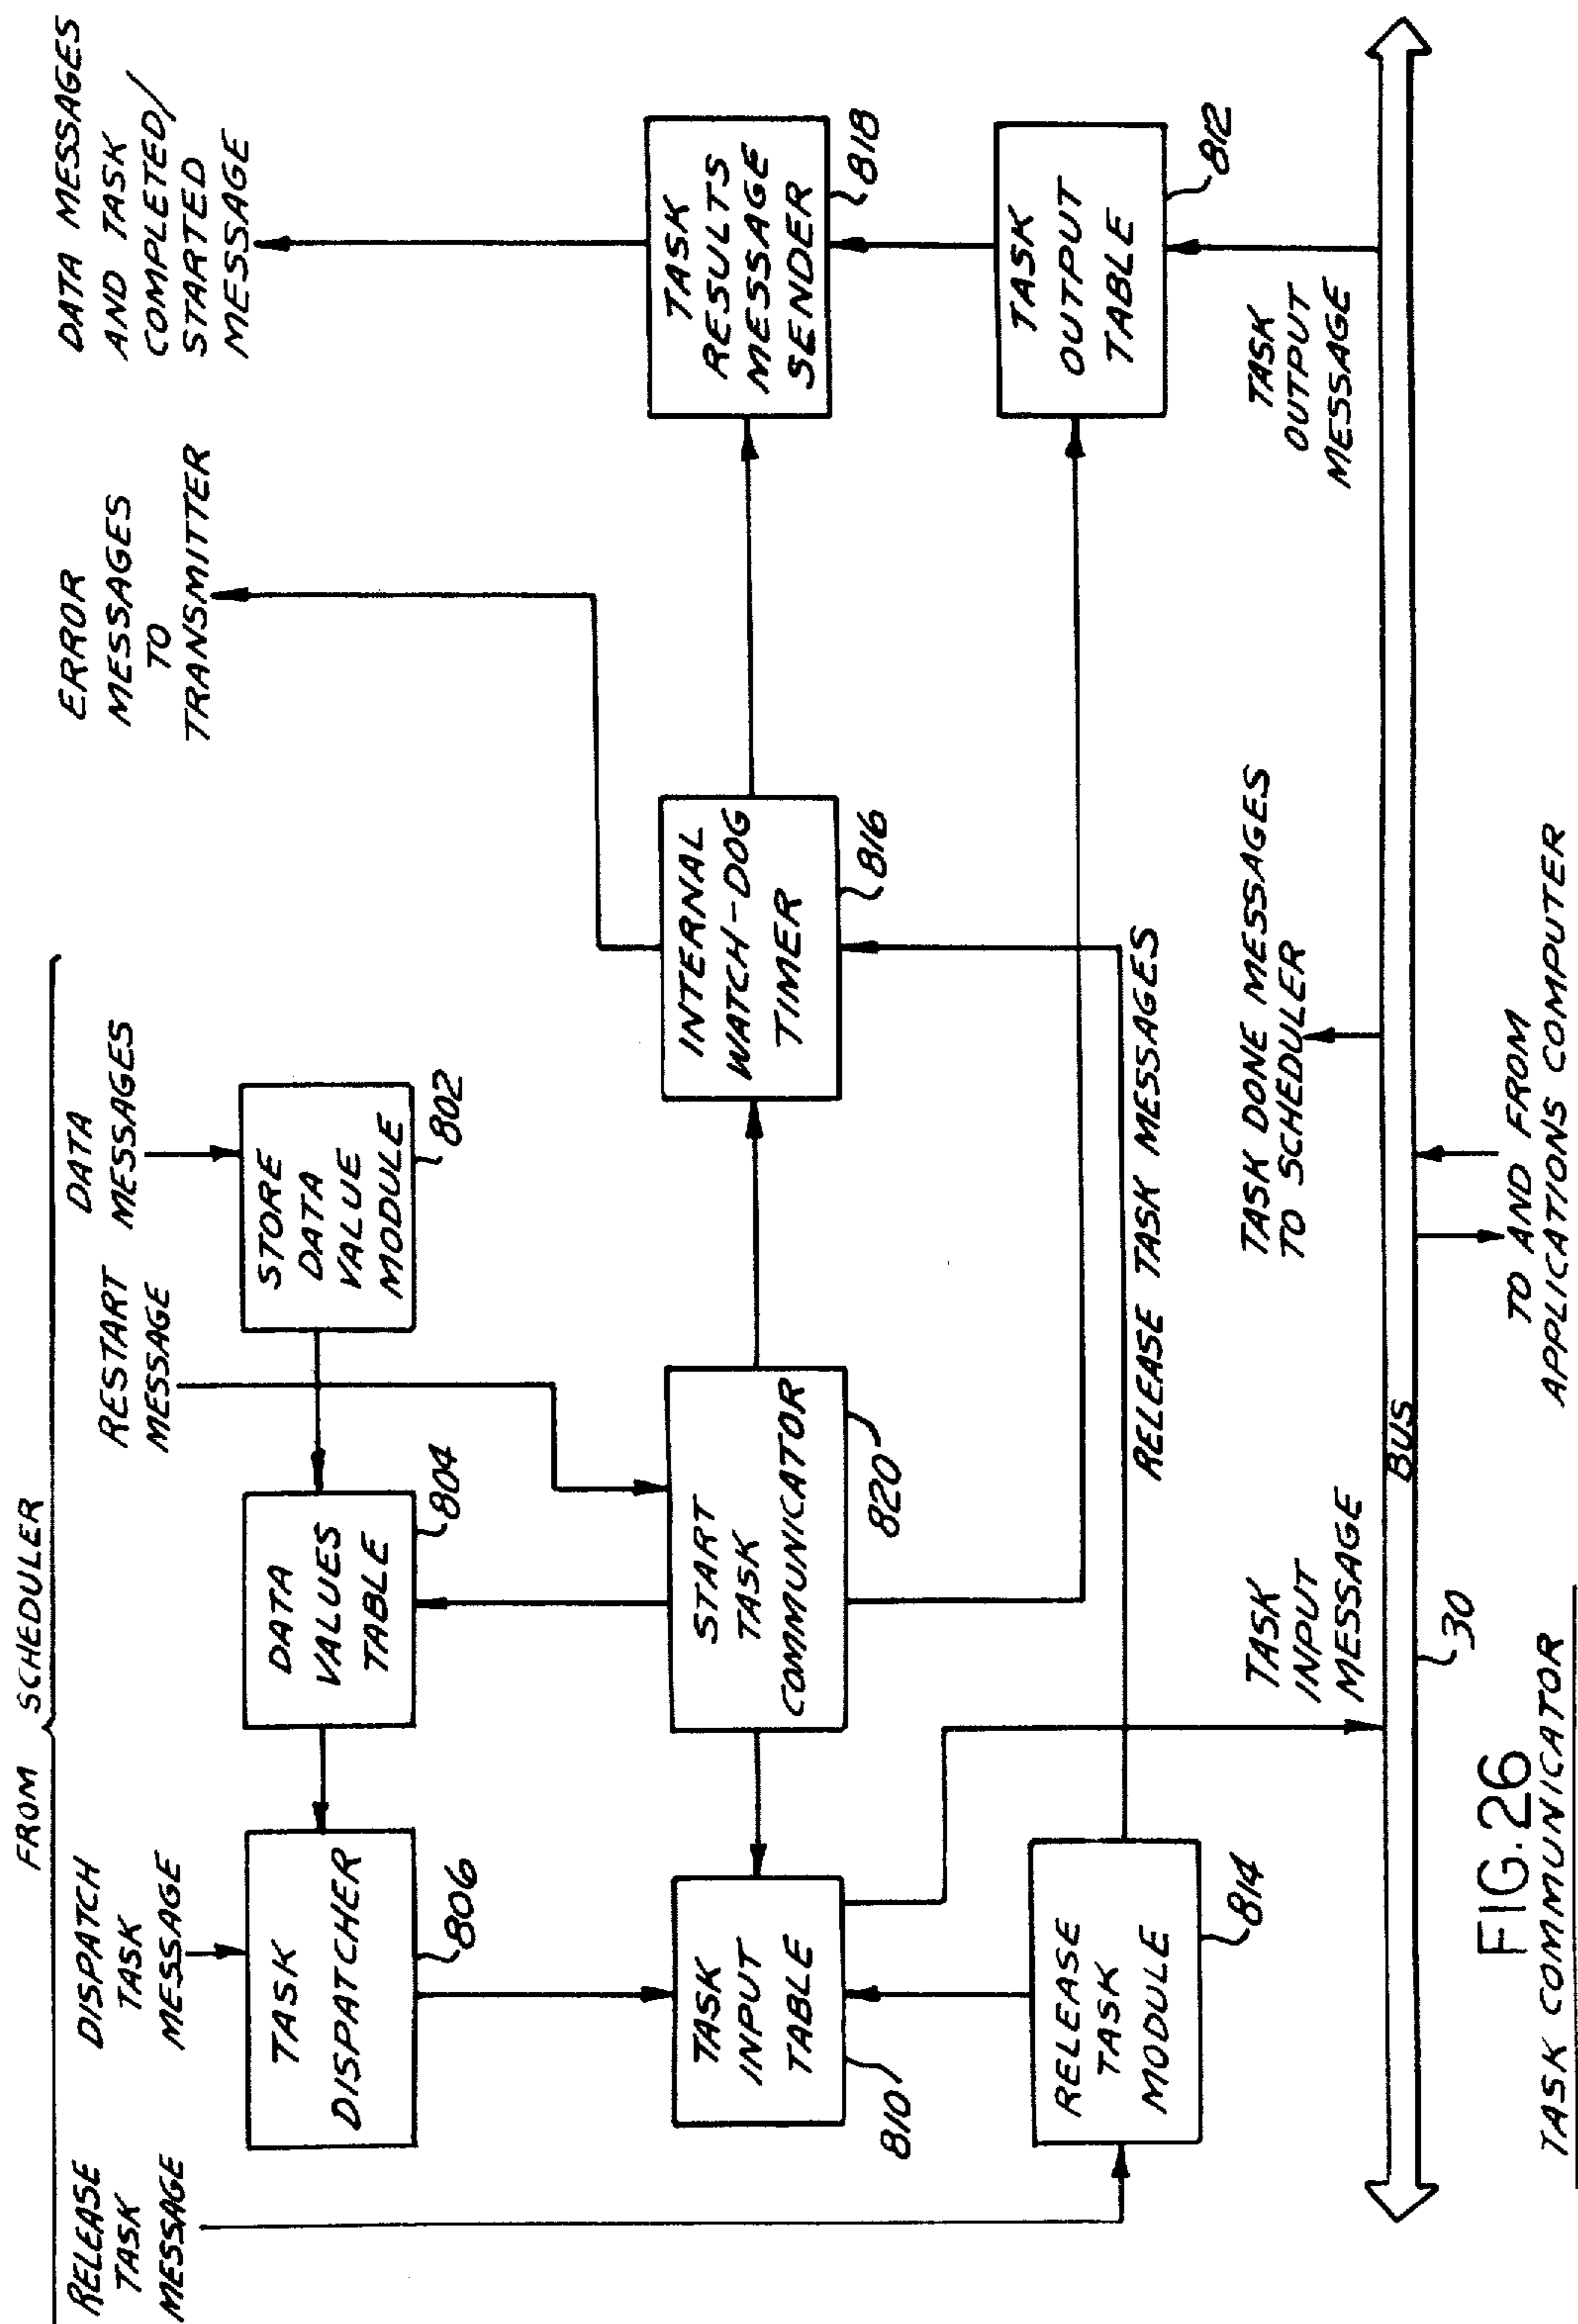 FROM SCHEDULER
RELEASE
TASK
MESSAGE
DISPATCH
TASK
MESSAGE
RESTART
MESSAGE
DATA
MESSAGES
ERROR
MESSAGES
TO
TRANSMITTER
DATA MESSAGES
AND TASK
COMPLETED/
STARTED
MESSAGE
TASK
DISPATCHER
806
DATA
VALUES
TABLE
804
STORE
DATA
VALUE
MODULE
802
TASK
INPUT
TABLE
810
START
TASK
COMMUNICATOR
820
INTERNAL
WATCH-DOG
TIMER
816
TASK
RESULTS
MESSAGE
SENDER
818
RELEASE
TASK
MODULE
814
RELEASE TASK MESSAGES
TASK
OUTPUT
TABLE
812
TASK
INPUT
MESSAGE
TASK DONE MESSAGES
TO SCHEDULER
TASK
OUTPUT
MESSAGE
BUS
30
TO AND FROM
APPLICATIONS COMPUTER
FIG. 26
TASK COMMUNICATOR